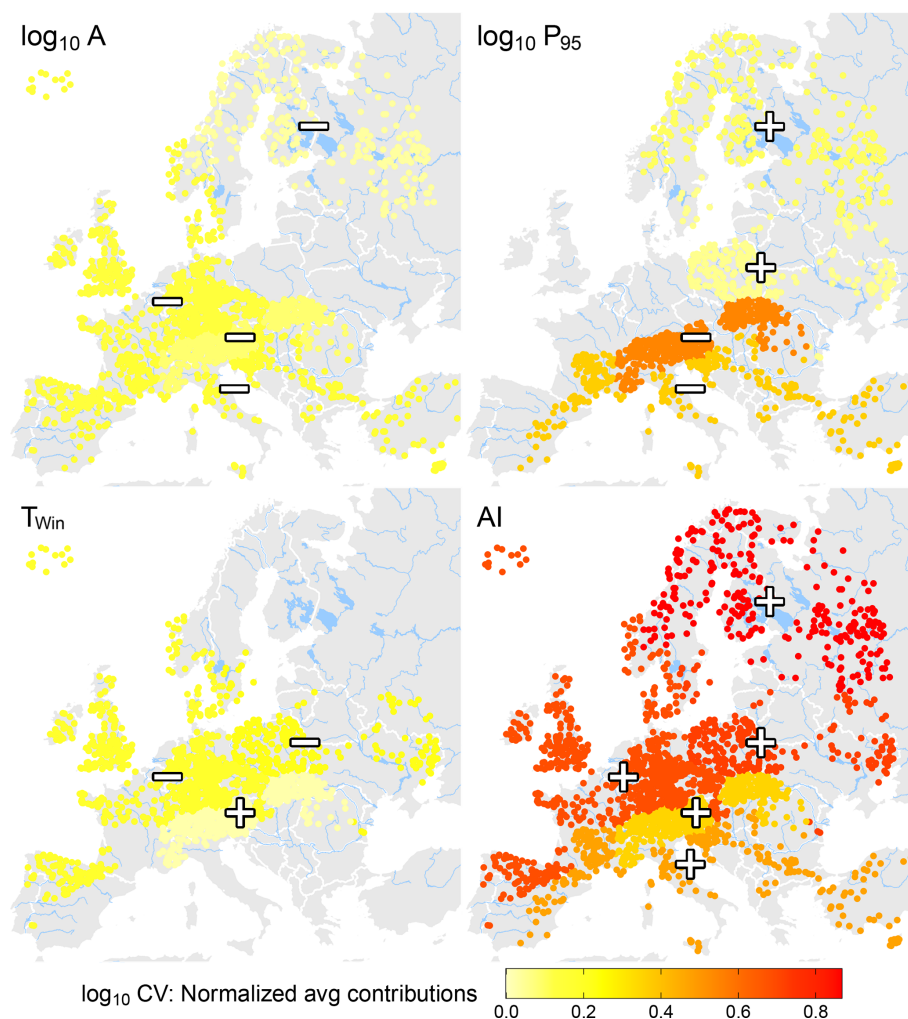 log₁₀ A
log₁₀ P₉₅
T_Win
AI
log₁₀ CV: Normalized avg contributions
0.0 0.2 0.4 0.6 0.8